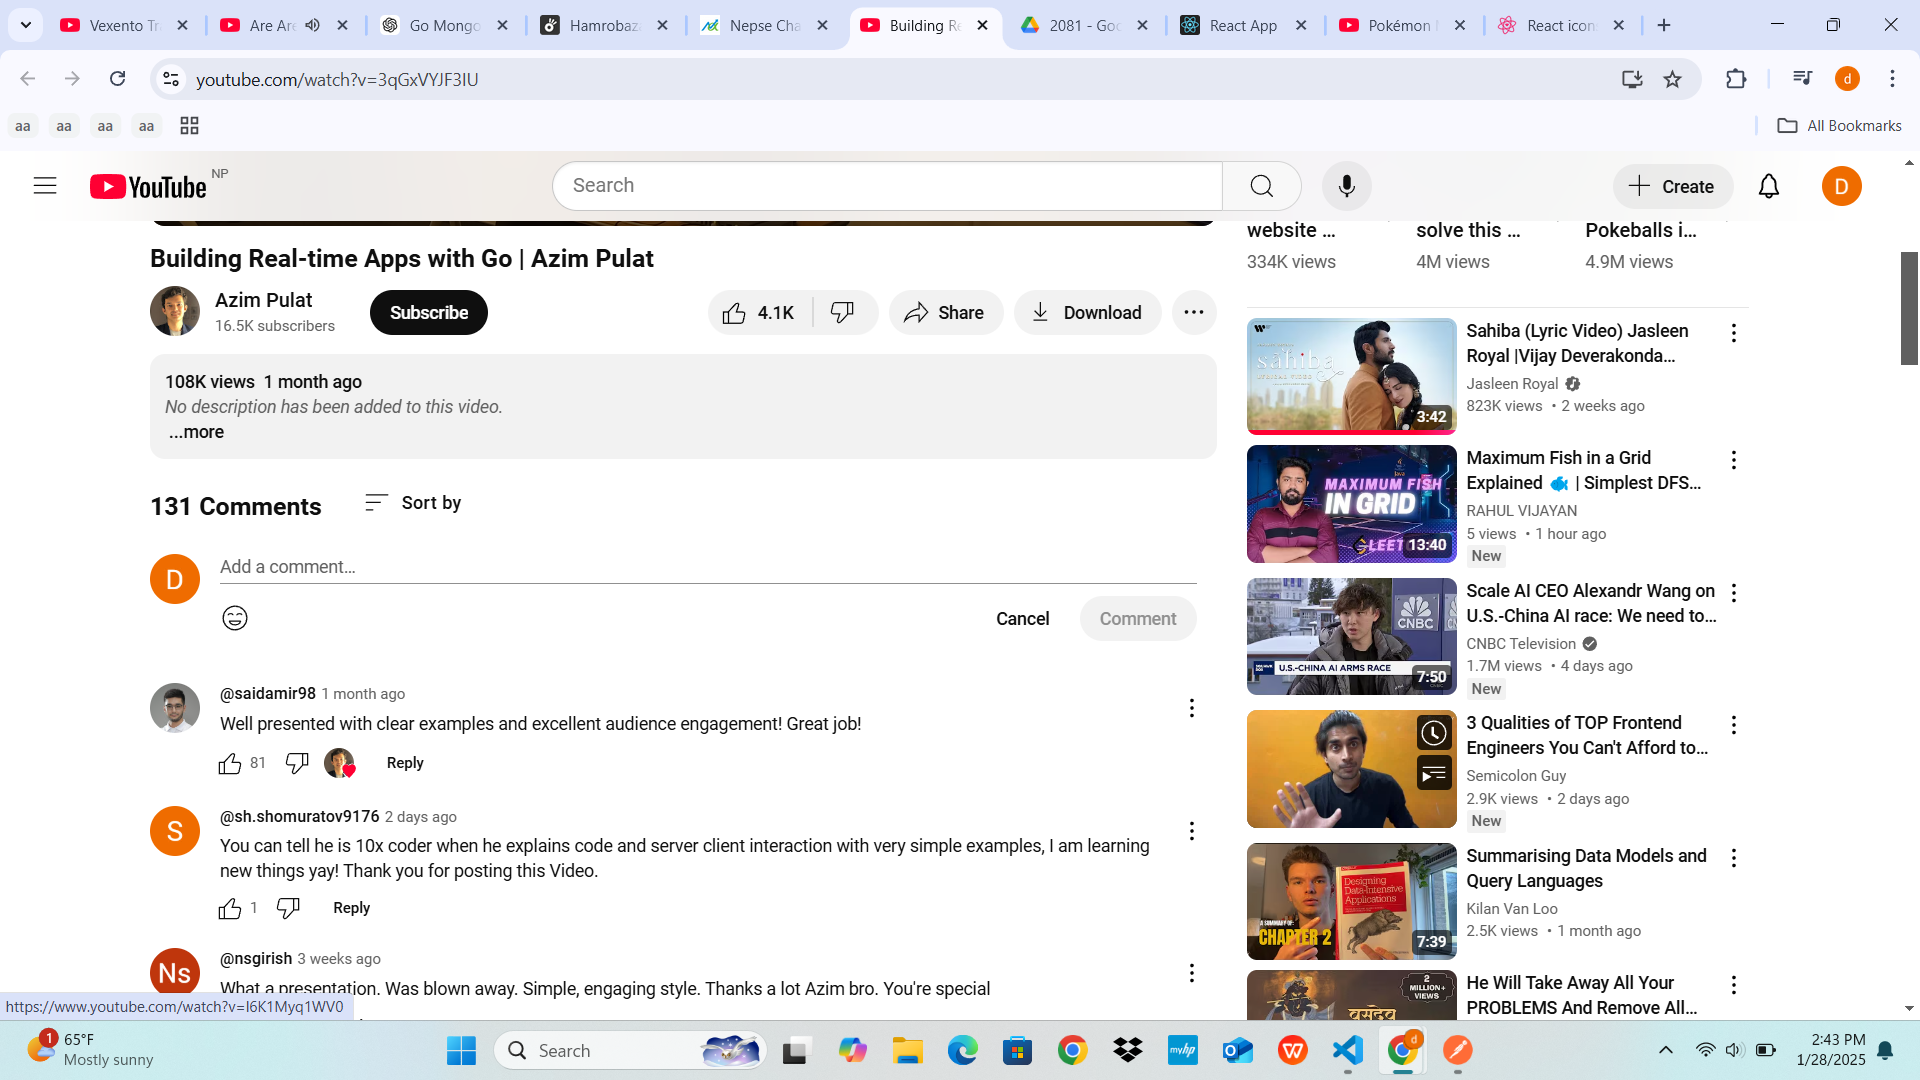 Vexento Tr
Are Are
Go Mongo
Hamrobaza
Nepse Cha
Building Re
2081 - Goo
React App
Pokémon
React icon
youtube.com/watch?v=3qGxVYJF3IU
d
aa
aa
aa
aa
All Bookmarks
YouTube NP
Search
Create
D
website ...
334K views
solve this ...
4M views
Pokeballs i...
4.9M views
Building Real-time Apps with Go | Azim Pulat
Azim Pulat
16.5K subscribers
Subscribe
4.1K
Share
Download
108K views 1 month ago
No description has been added to this video.
...more
131 Comments
Sort by
D
Add a comment...
Cancel
Comment
@saidamir98 1 month ago
Well presented with clear examples and excellent audience engagement! Great job!
81
Reply
S
@sh.shomuratov9176 2 days ago
You can tell he is 10x coder when he explains code and server client interaction with very simple examples, I am learning
new things yay! Thank you for posting this Video.
1
Reply
Ns
@nsgirish 3 weeks ago
What a presentation. Was blown away. Simple, engaging style. Thanks a lot Azim bro. You're special
https://www.youtube.com/watch?v=I6K1Myq1WV0
sahiba
LYRICAL VIDEO
3:42
Sahiba (Lyric Video) Jasleen
Royal |Vijay Deverakonda...
Jasleen Royal
823K views • 2 weeks ago
Java
MAXIMUM FISH
IN GRID
LEET
13:40
Maximum Fish in a Grid
Explained 🐟 | Simplest DFS...
RAHUL VIJAYAN
5 views • 1 hour ago
New
CNBC
U.S.-CHINA AI ARMS RACE
7:50
Scale AI CEO Alexandr Wang on
U.S.-China AI race: We need to...
CNBC Television
1.7M views • 4 days ago
New
3 Qualities of TOP Frontend
Engineers You Can't Afford to...
Semicolon Guy
2.9K views • 2 days ago
New
Designing
Data-Intensive
Applications
A SUMMARY OF:
CHAPTER 2
7:39
Summarising Data Models and
Query Languages
Kilan Van Loo
2.5K views • 1 month ago
2
MILLION+
VIEWS
वसुदेव
He Will Take Away All Your
PROBLEMS And Remove All...
1
65°F
Mostly sunny
Search
myhp
d
2:43 PM
1/28/2025